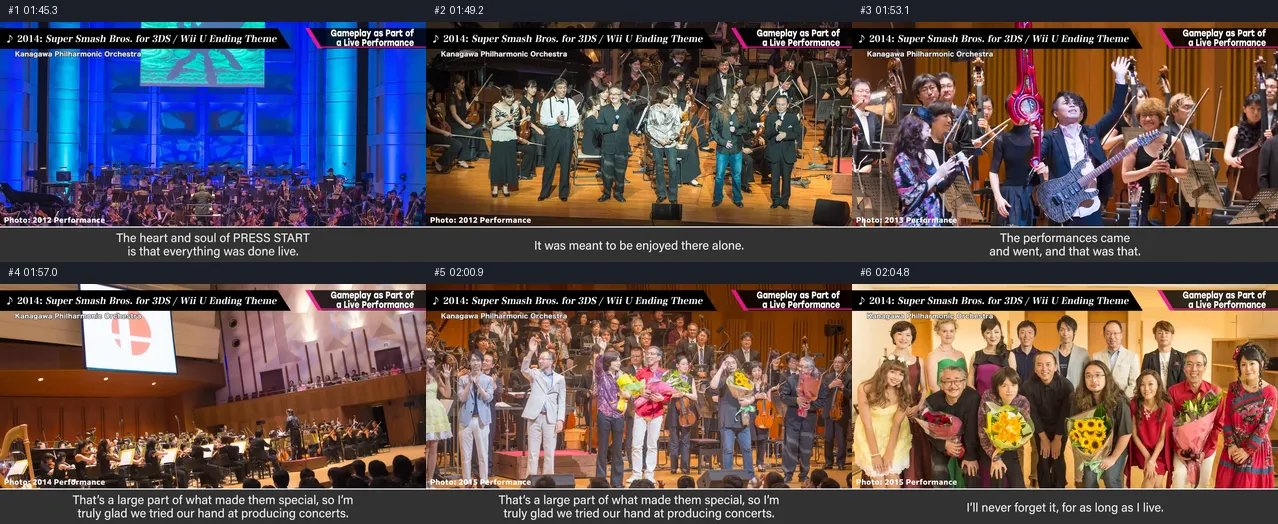 #1 01:45.3
♪ 2014: Super Smash Bros. for 3DS / Wii U Ending Theme
Gameplay as Part of
a Live Performance
Kanagawa Philharmonic Orchestra
Photo: 2012 Performance
The heart and soul of PRESS START
is that everything was done live.
#2 01:49.2
♪ 2014: Super Smash Bros. for 3DS / Wii U Ending Theme
Gameplay as Part of
a Live Performance
Kanagawa Philharmonic Orchestra
Photo: 2012 Performance
It was meant to be enjoyed there alone.
#3 01:53.1
♪ 2014: Super Smash Bros. for 3DS / Wii U Ending Theme
Gameplay as Part of
a Live Performance
Kanagawa Philharmonic Orchestra
Photo: 2013 Performance
The performances came
and went, and that was that.
#4 01:57.0
♪ 2014: Super Smash Bros. for 3DS / Wii U Ending Theme
Gameplay as Part of
a Live Performance
Kanagawa Philharmonic Orchestra
Photo: 2014 Performance
That's a large part of what made them special, so I'm
truly glad we tried our hand at producing concerts.
#5 02:00.9
♪ 2014: Super Smash Bros. for 3DS / Wii U Ending Theme
Gameplay as Part of
a Live Performance
Kanagawa Philharmonic Orchestra
Photo: 2015 Performance
That's a large part of what made them special, so I'm
truly glad we tried our hand at producing concerts.
#6 02:04.8
♪ 2014: Super Smash Bros. for 3DS / Wii U Ending Theme
Gameplay as Part of
a Live Performance
Kanagawa Philharmonic Orchestra
Photo: 2015 Performance
I'll never forget it, for as long as I live.